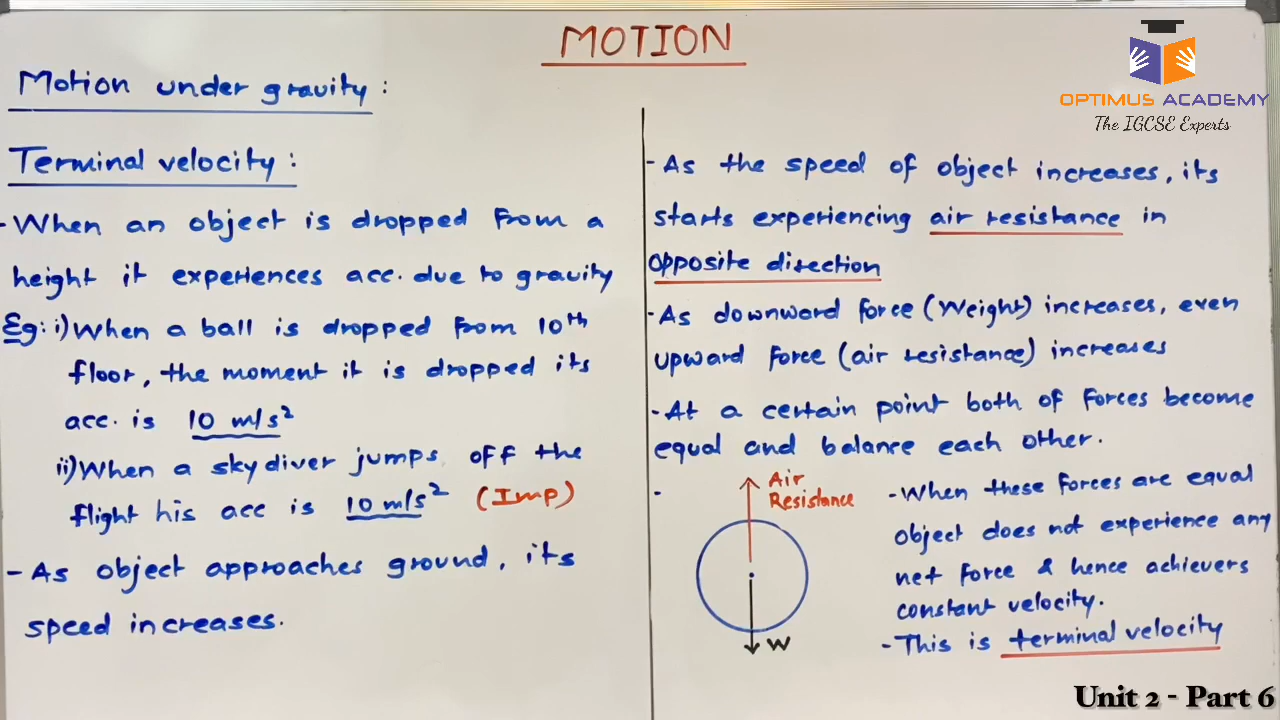 MOTION
OPTIMUS ACADEMY
The IGCSE Experts
Motion under gravity :
Terminal velocity :
- When an object is dropped from a
height it experiences acc. due to gravity
Eg: i) When a ball is dropped from 10th
floor, the moment it is dropped its
acc. is 10 m/s²
ii) When a sky diver jumps off the
flight his acc is 10 m/s² (Imp)
- As object approaches ground, its
speed increases.
- As the speed of object increases, its
starts experiencing air resistance in
opposite direction
- As downward force (Weight) increases, even
upward force (air resistance) increases
- At a certain point both of forces become
equal and balance each other.
-
Air
Resistance
W
- When these forces are equal
object does not experience any
net force & hence achievers
constant velocity.
- This is terminal velocity
Unit 2 - Part 6